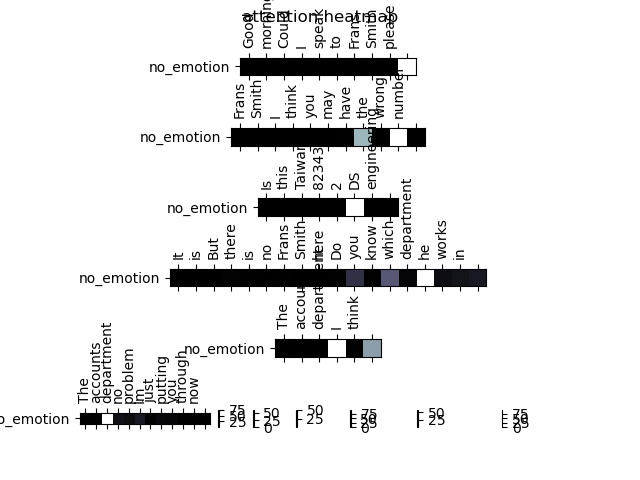 attention heatmap
Good morning Could I speak to Frans Smith please
no_emotion
Frans Smith I think you may have the wrong number
no_emotion
Is this Taiwan 82343 2 DS engineering
no_emotion
It is But there is no Frans Smith here Do you know which department he works in
no_emotion
The accounts department I think
no_emotion
The accounts department no problem Im just putting you through now
no_emotion
75 50 25
50 25 0
50 25
75 50 25 0
50 25
75 50 25 0